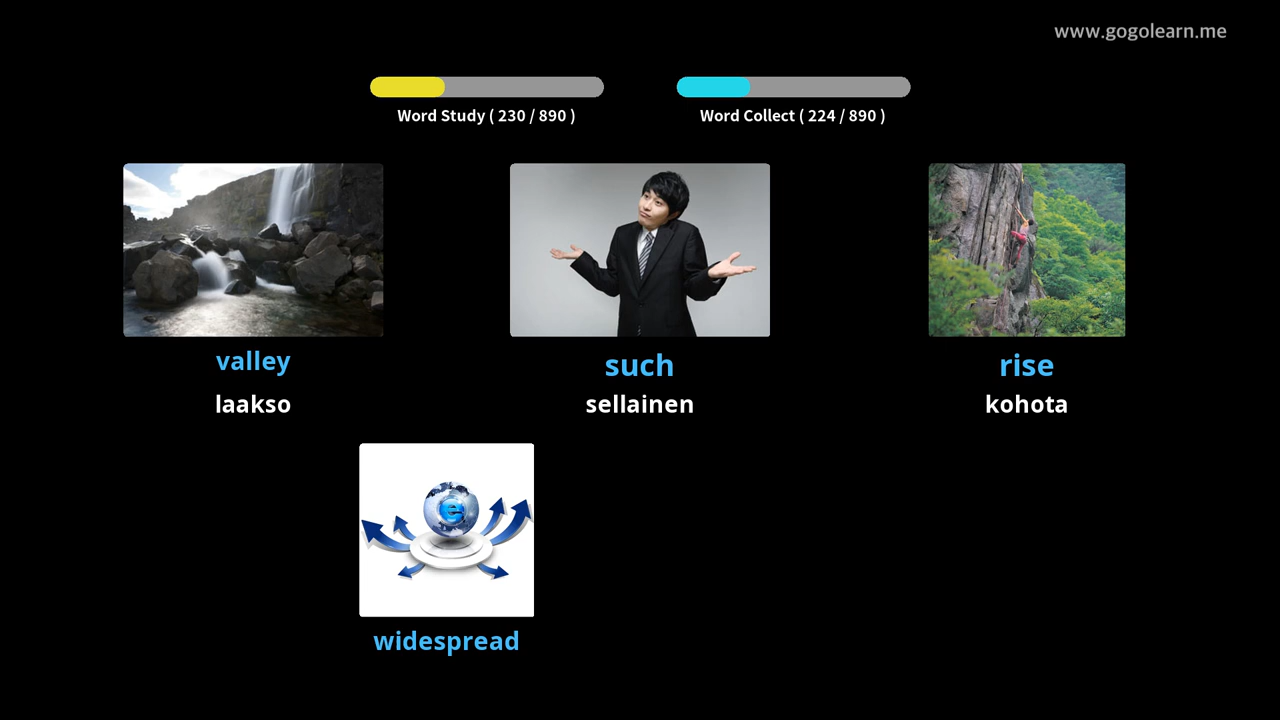 www.gogolearn.me
Word Study ( 230 / 890 )
Word Collect ( 224 / 890 )
valley
such
rise
laakso
sellainen
kohota
e
widespread